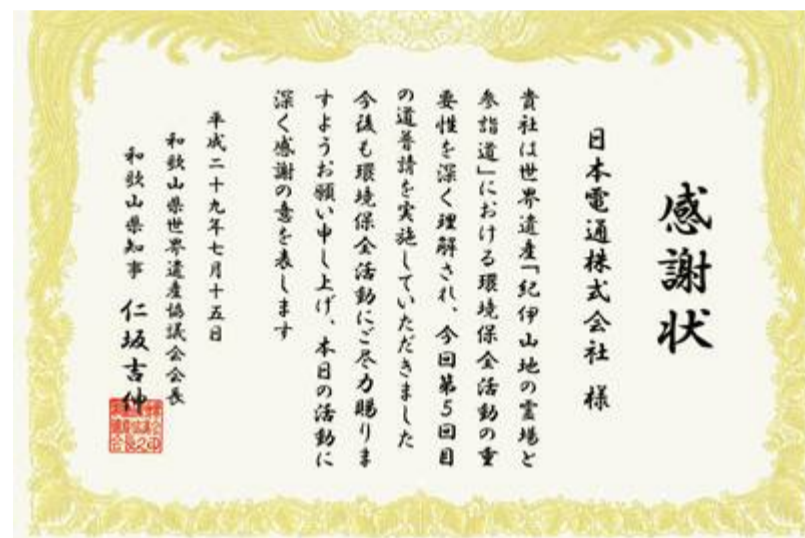 感謝状
日本電通株式会社 様
貴社は世界遺産「紀伊山地の霊場と
参詣道」における環境保全活動の重
要性を深く理解され、今回第5回目
の道普請を実施していただきました
今後も環境保全活動にご尽力賜りま
すようお願い申し上げ、本日の活動に
深く感謝の意を表します
平成二十九年七月十五日
和歌山県世界遺産協議会会長
和歌山県知事 仁坂吉伸